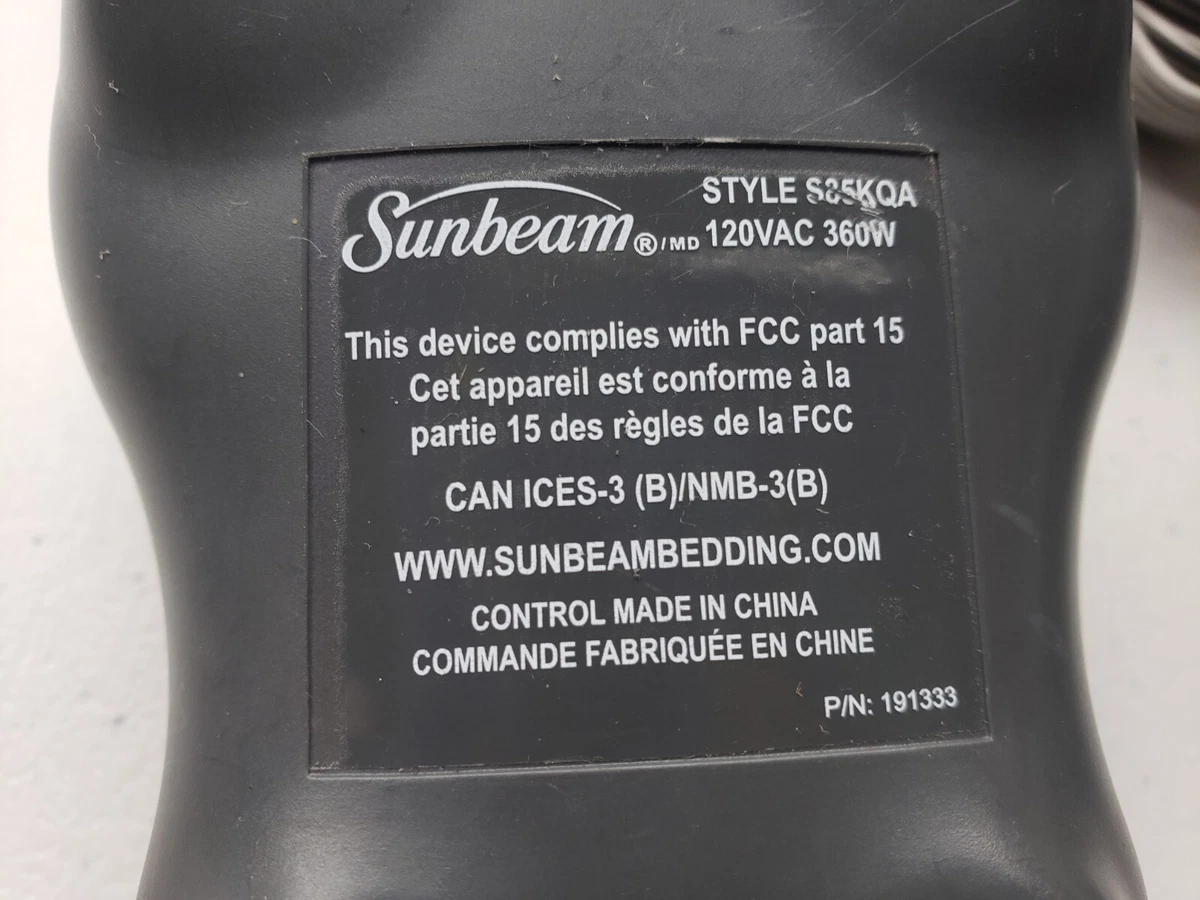 Sunbeam®/MD
STYLE S85KQA
120VAC 360W
This device complies with FCC part 15
Cet appareil est conforme à la
partie 15 des règles de la FCC
CAN ICES-3 (B)/NMB-3(B)
WWW.SUNBEAMBEDDING.COM
CONTROL MADE IN CHINA
COMMANDE FABRIQUÉE EN CHINE
P/N: 191333